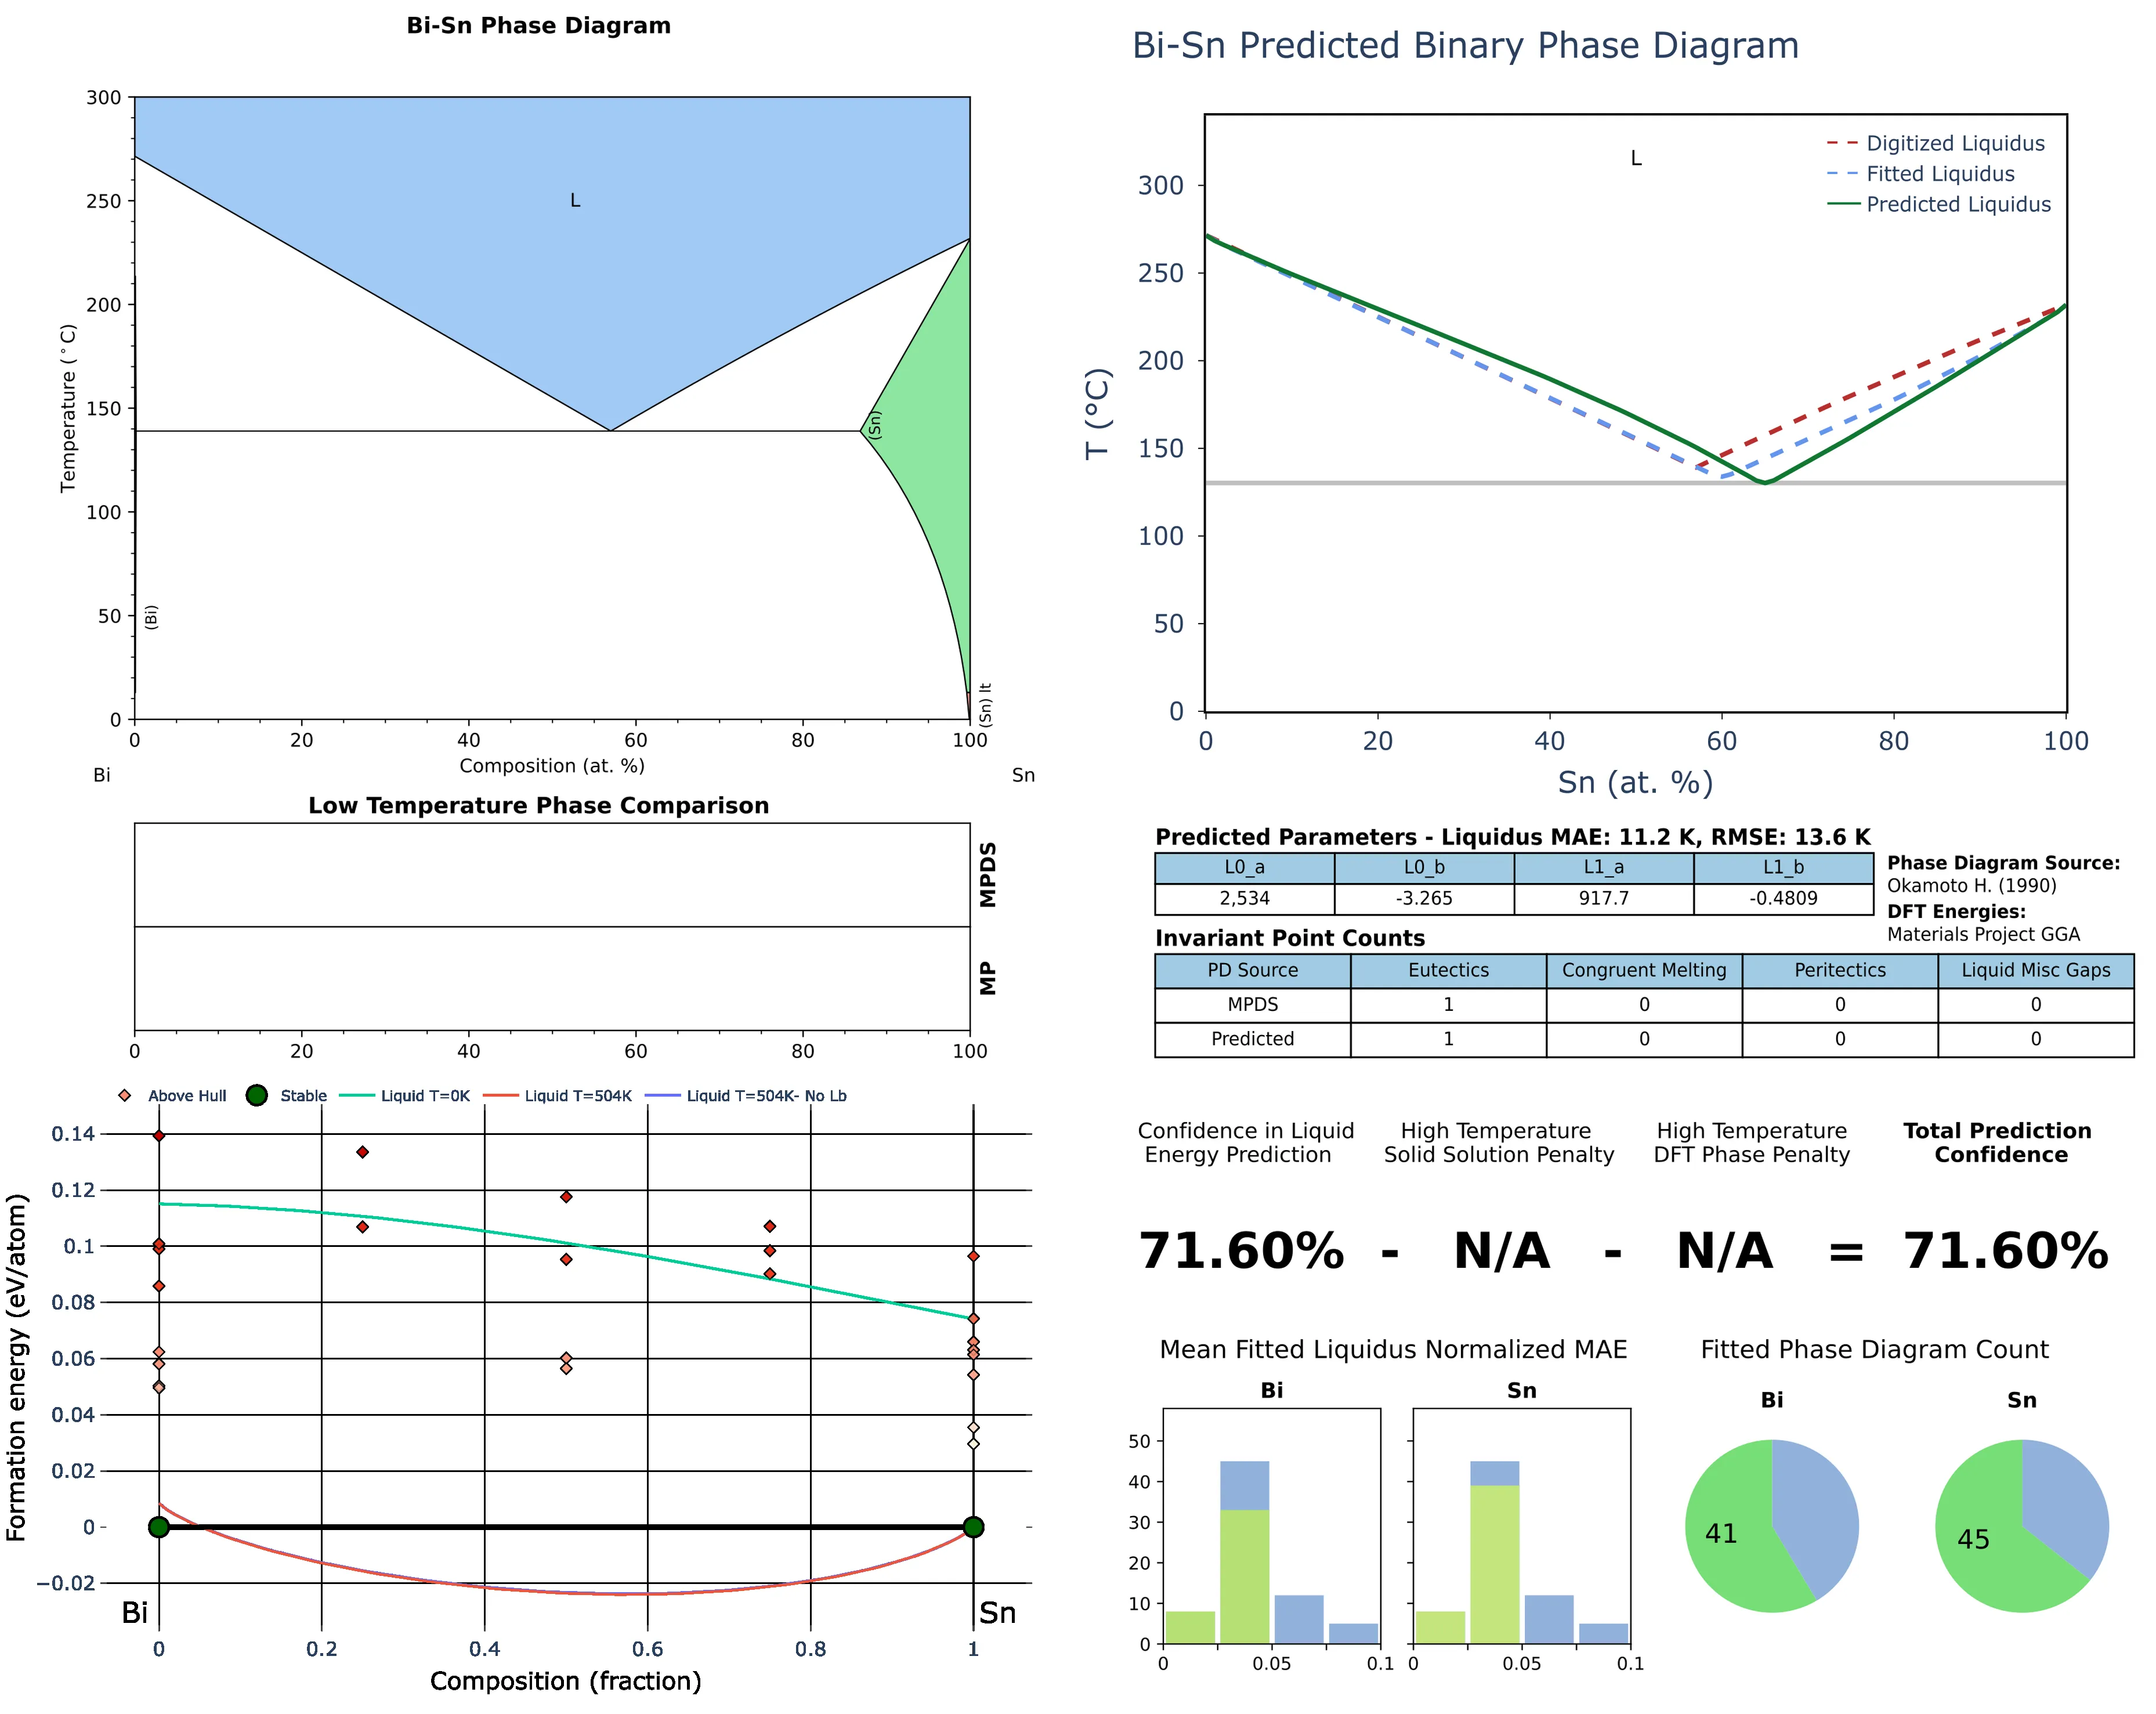 Bi-Sn Phase Diagram
300
250
200
150
100
50
0
Temperature (°C)
L
(Sn)
(Bi)
(Sn) lt
0 20 40 60 80 100
Composition (at. %)
Bi Sn
Low Temperature Phase Comparison
MPDS
MP
0 20 40 60 80 100
Above Hull Stable Liquid T=0K Liquid T=504K Liquid T=504K- No Lb
0.14
0.12
0.1
0.08
0.06
0.04
0.02
0
−0.02
Formation energy (eV/atom)
Bi Sn
0 0.2 0.4 0.6 0.8 1
Composition (fraction)
Bi-Sn Predicted Binary Phase Diagram
L
Digitized Liquidus
Fitted Liquidus
Predicted Liquidus
300
250
200
150
100
50
0
T (°C)
0 20 40 60 80 100
Sn (at. %)
Predicted Parameters - Liquidus MAE: 11.2 K, RMSE: 13.6 K
L0_a L0_b L1_a L1_b
2,534 -3.265 917.7 -0.4809
Phase Diagram Source:
Okamoto H. (1990)
DFT Energies:
Materials Project GGA
Invariant Point Counts
PD Source Eutectics Congruent Melting Peritectics Liquid Misc Gaps
MPDS 1 0 0 0
Predicted 1 0 0 0
Confidence in Liquid
Energy Prediction
High Temperature
Solid Solution Penalty
High Temperature
DFT Phase Penalty
Total Prediction
Confidence
71.60% - N/A - N/A = 71.60%
Mean Fitted Liquidus Normalized MAE
Bi Sn
50
40
30
20
10
0
0 0.05 0.1 0 0.05 0.1
Fitted Phase Diagram Count
Bi Sn
41 45